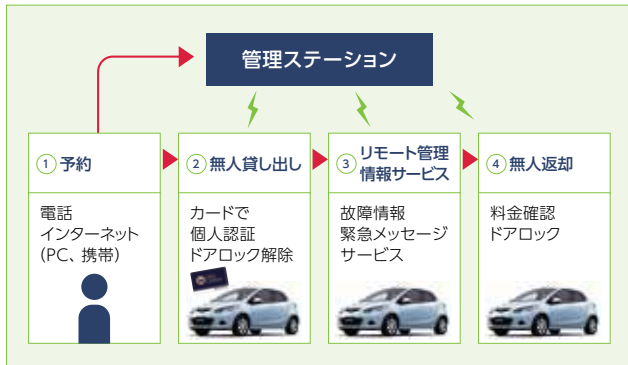 管理ステーション
① 予約
② 無人貸し出し
③ リモート管理
情報サービス
④ 無人返却
電話
インターネット
(PC、携帯)
カードで
個人認証
ドアロック解除
故障情報
緊急メッセージ
サービス
料金確認
ドアロック